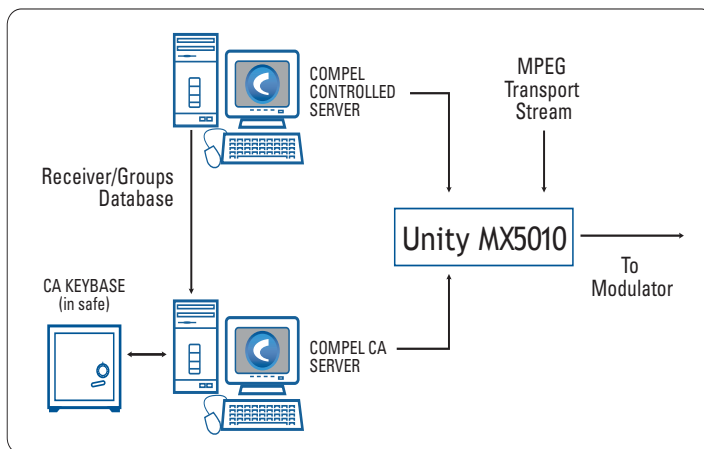 COMPEL
CONTROLLED
SERVER
MPEG
Transport
Stream
Receiver/Groups
Database
Unity MX5010
To
Modulator
CA KEYBASE
(in safe)
COMPEL CA
SERVER